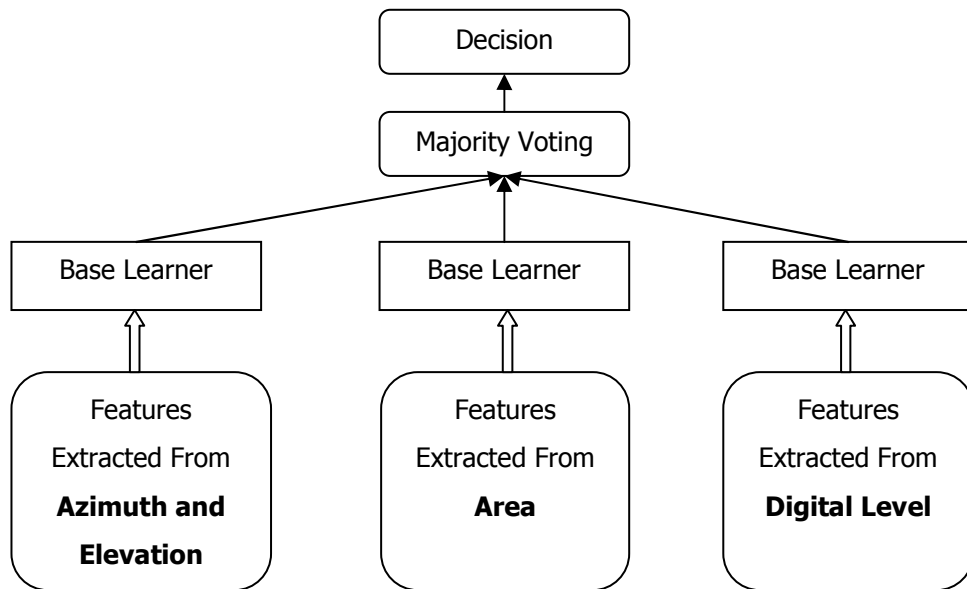 Decision
Majority Voting
Base Learner
Base Learner
Base Learner
Features
Extracted From
Azimuth and
Elevation
Features
Extracted From
Area
Features
Extracted From
Digital Level